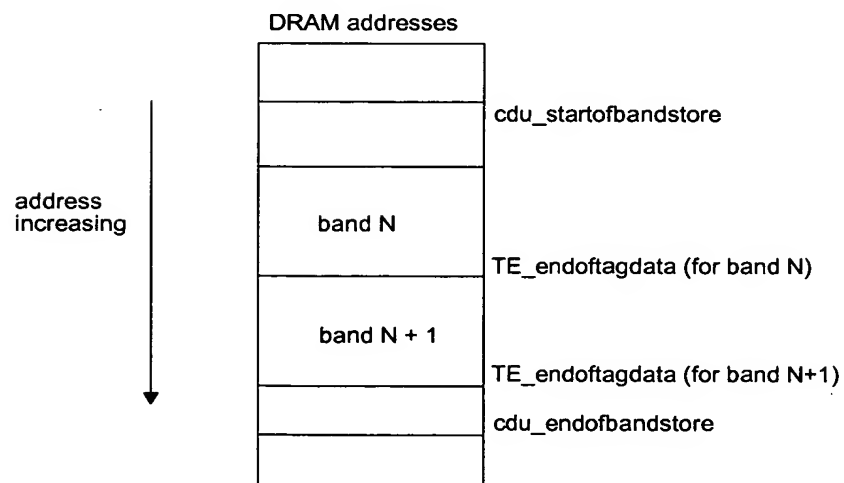 DRAM addresses
cdu_startofbandstore
address
increasing
band N
TE_endoftagdata (for band N)
band N + 1
TE_endoftagdata (for band N+1)
cdu_endofbandstore